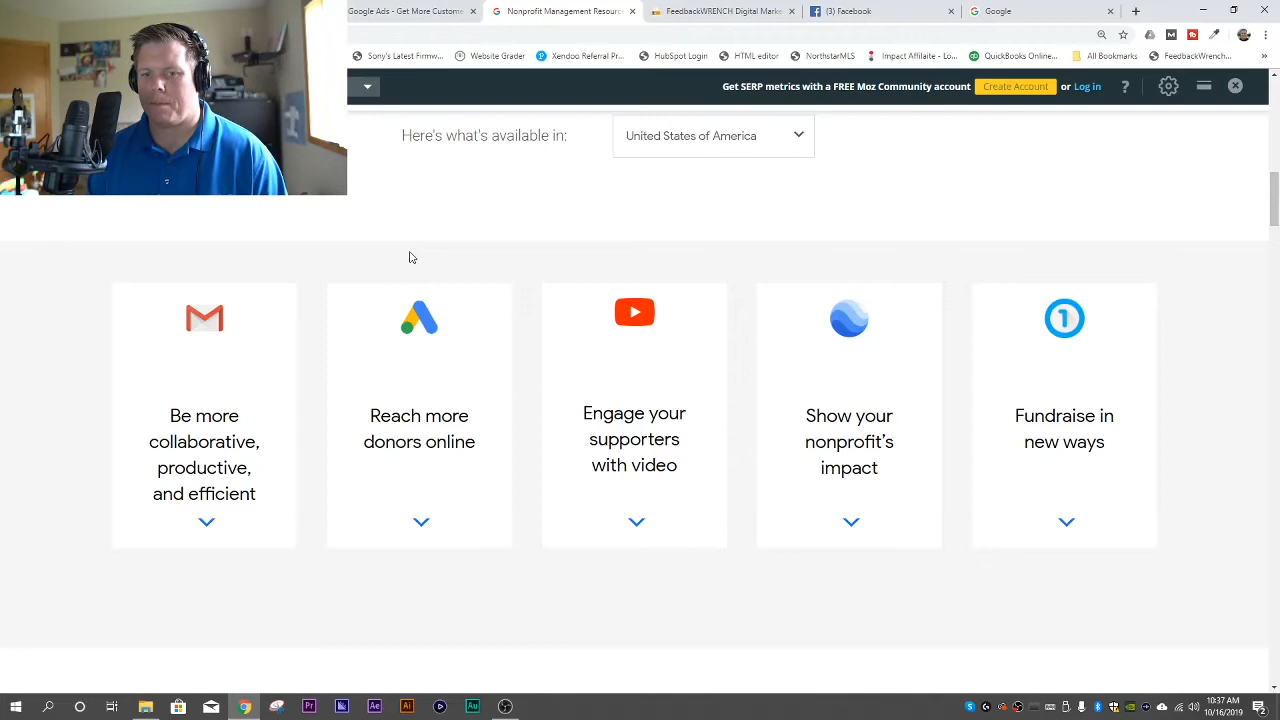 Google Ads - Get More Custome
Nonprofit Management Resourc
FeedbackWRENCH Digital Marke
(3) Facebook
Google
Sony's Latest Firmw...
Website Grader
Xendoo Referral Pr...
HubSpot Login
HTML editor
NorthstarMLS
Impact Affilaite - Lo...
QuickBooks Online...
All Bookmarks
FeedbackWrench...
Get SERP metrics with a FREE Moz Community account Create Account or Log in
Here's what's available in: United States of America
Be more
collaborative,
productive,
and efficient
Reach more
donors online
Engage your
supporters
with video
Show your
nonprofit's
impact
Fundraise in
new ways
10:37 AM
10/16/2019